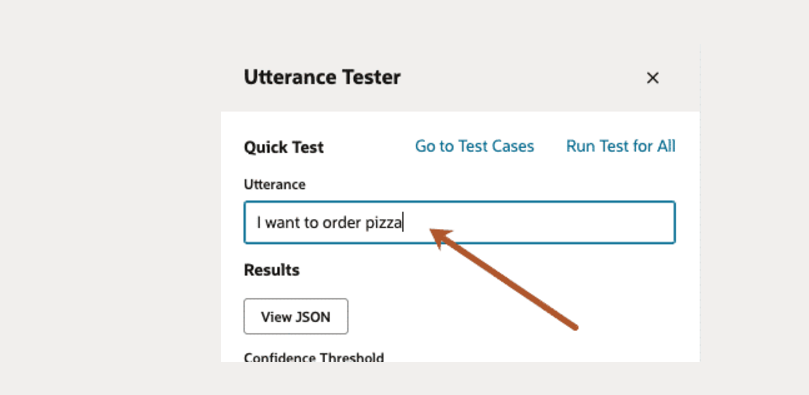 Utterance Tester
Quick Test Go to Test Cases Run Test for All
Utterance
I want to order pizza
Results
View JSON
Confidence Threshold